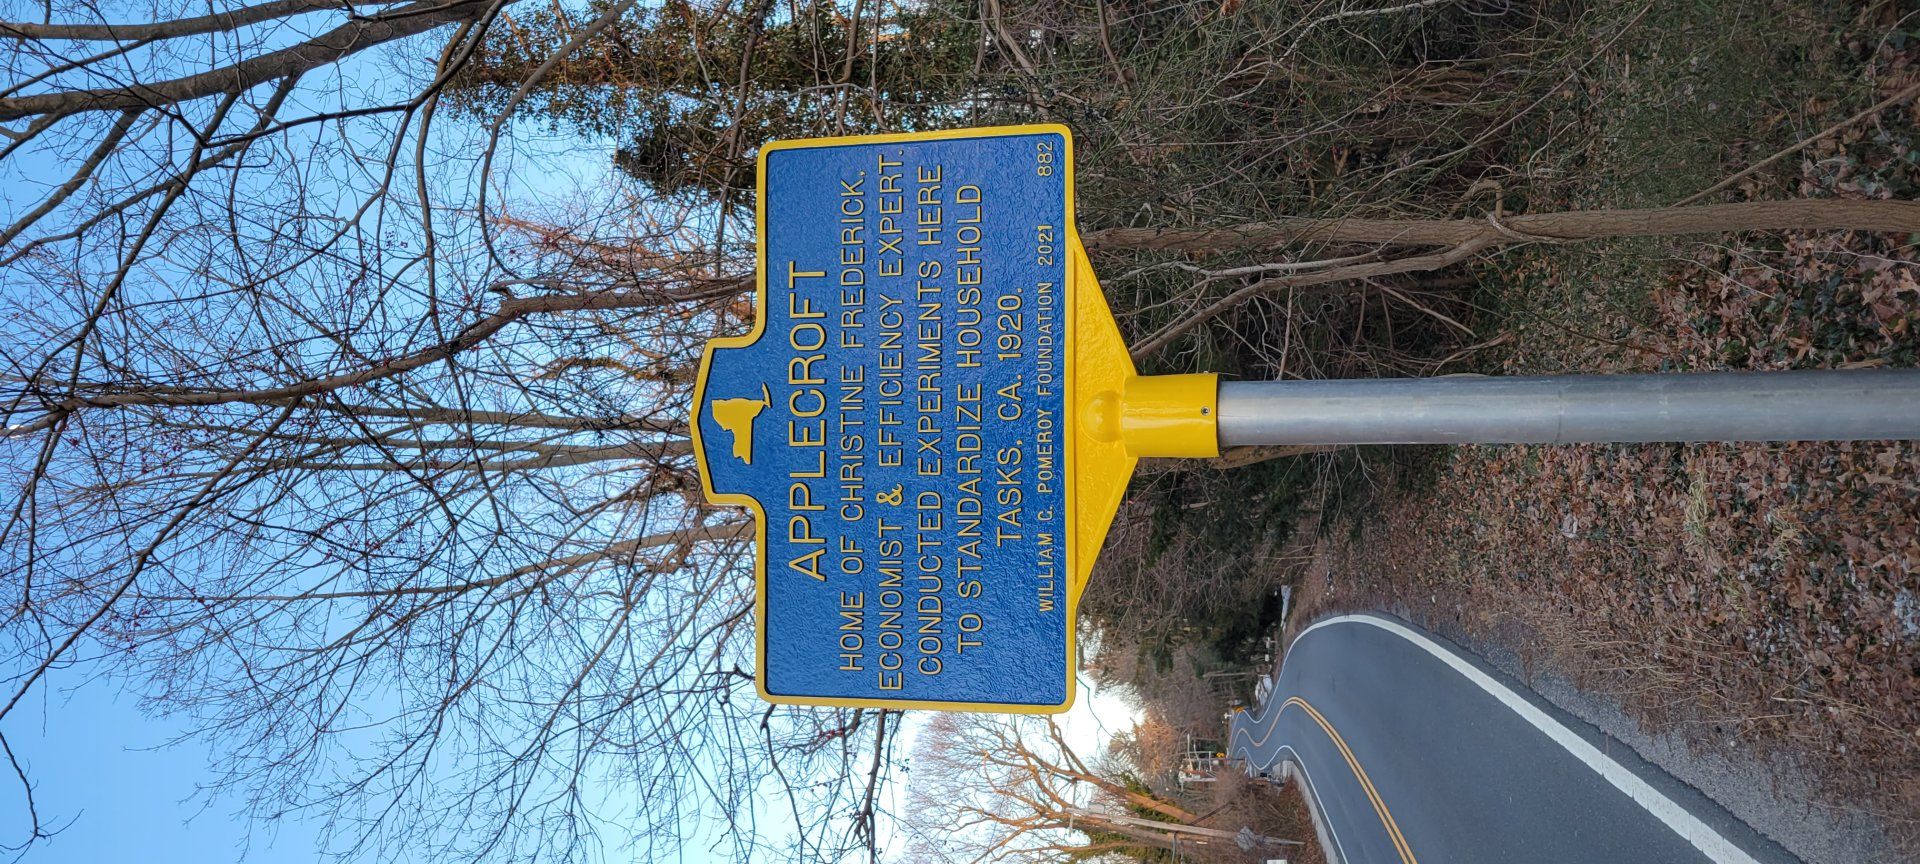 APPLECROFT
HOME OF CHRISTINE FREDERICK,
ECONOMIST & EFFICIENCY EXPERT.
CONDUCTED EXPERIMENTS HERE
TO STANDARDIZE HOUSEHOLD
TASKS. CA. 1920.
WILLIAM G. POMEROY FOUNDATION 2021 882